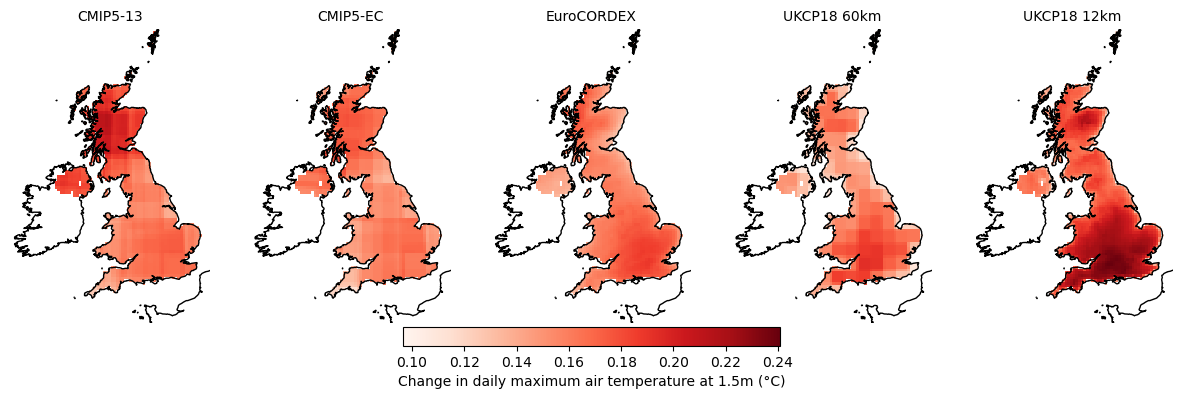 CMIP5-13 CMIP5-EC EuroCORDEX UKCP18 60km UKCP18 12km
0.10 0.12 0.14 0.16 0.18 0.20 0.22 0.24
Change in daily maximum air temperature at 1.5m (°C)